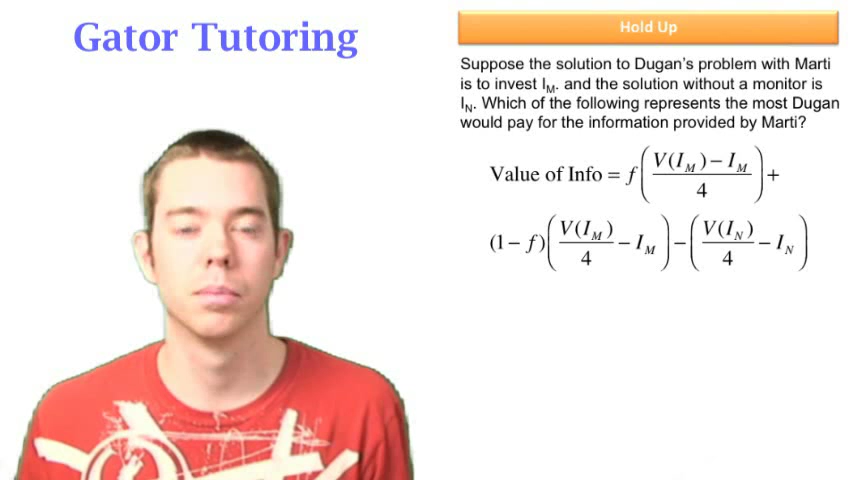 Gator Tutoring
Hold Up
Suppose the solution to Dugan's problem with Marti
is to invest I_M. and the solution without a monitor is
I_N. Which of the following represents the most Dugan
would pay for the information provided by Marti?
Value of Info = f((V(I_M) − I_M)/4) +
(1 − f)(V(I_M)/4 − I_M) − (V(I_N)/4 − I_N)